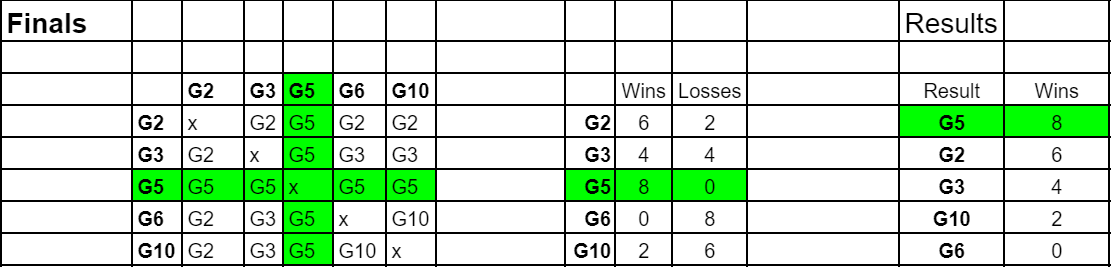 Finals Results
G2 G3 G5 G6 G10 Wins Losses Result Wins
G2 x G2 G5 G2 G2 G2 6 2 G5 8
G3 G2 x G5 G3 G3 G3 4 4 G2 6
G5 G5 G5 x G5 G5 G5 8 0 G3 4
G6 G2 G3 G5 x G10 G6 0 8 G10 2
G10 G2 G3 G5 G10 x G10 2 6 G6 0